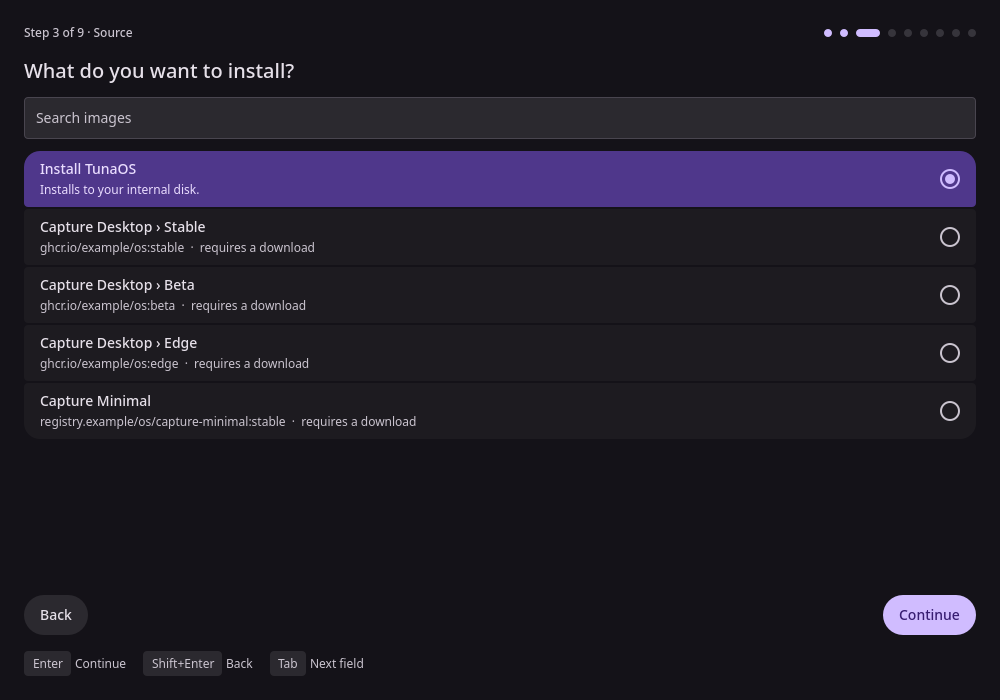 Step 3 of 9 · Source
What do you want to install?
Search images
Install TunaOS
Installs to your internal disk.
Capture Desktop › Stable
ghcr.io/example/os:stable · requires a download
Capture Desktop › Beta
ghcr.io/example/os:beta · requires a download
Capture Desktop › Edge
ghcr.io/example/os:edge · requires a download
Capture Minimal
registry.example/os/capture-minimal:stable · requires a download
Back
Continue
Enter Continue Shift+Enter Back Tab Next field